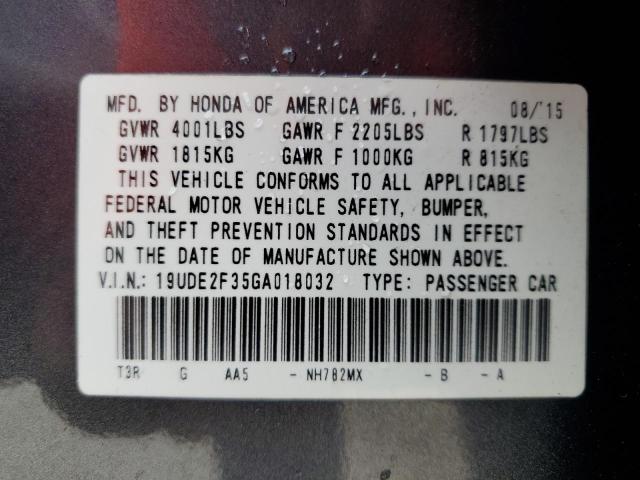 MFD. BY HONDA OF AMERICA MFG., INC. 08/'15
GVWR 4001LBS GAWR F 2205LBS R 1797LBS
GVWR 1815KG GAWR F 1000KG R 815KG
THIS VEHICLE CONFORMS TO ALL APPLICABLE
FEDERAL MOTOR VEHICLE SAFETY, BUMPER,
AND THEFT PREVENTION STANDARDS IN EFFECT
ON THE DATE OF MANUFACTURE SHOWN ABOVE.
V.I.N.: 19UDE2F35GA018032 TYPE: PASSENGER CAR
T3R G AA5 - NH782MX - B - A